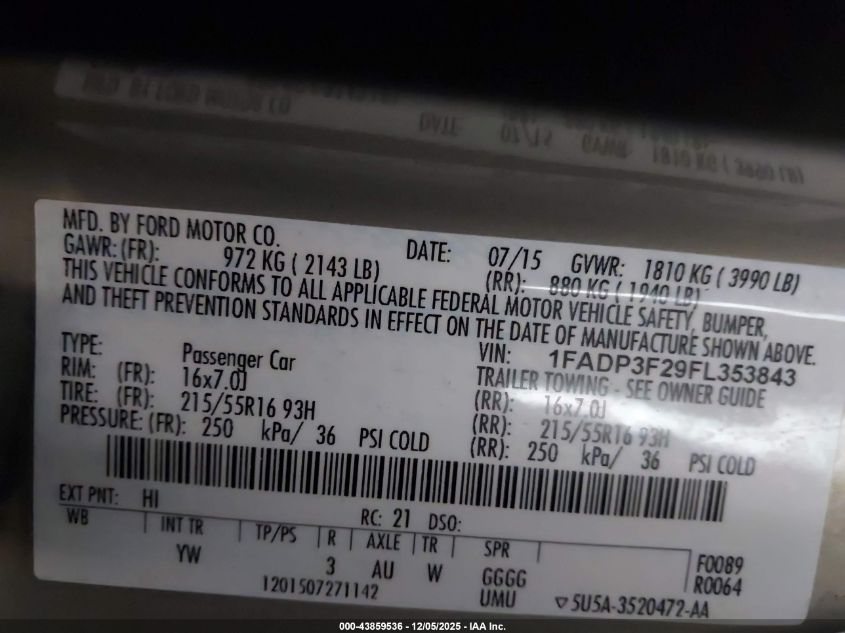 MFD. BY FORD MOTOR CO.
DATE: 07/15 GVWR: 1810 KG ( 3990 LB)
GAWR: (FR): 972 KG ( 2143 LB) (RR): 880 KG ( 1940 LB)
THIS VEHICLE CONFORMS TO ALL APPLICABLE FEDERAL MOTOR VEHICLE SAFETY, BUMPER,
AND THEFT PREVENTION STANDARDS IN EFFECT ON THE DATE OF MANUFACTURE SHOWN ABOVE.
VIN: 1FADP3F29FL353843
TYPE: Passenger Car TRAILER TOWING - SEE OWNER GUIDE
RIM: (FR): 16x7.0J (RR): 16x7.0J
TIRE: (FR): 215/55R16 93H (RR): 215/55R16 93H
PRESSURE: (FR): 250 kPa/ 36 PSI COLD (RR): 250 kPa/ 36 PSI COLD
EXT PNT: HI RC: 21 DSO:
WB INT TR TP/PS R AXLE TR SPR F0089
YW 3 AU W GGGG R0064
1201507271142 UMU ▽5U5A-3520472-AA
000-43859536 - 12/05/2025 - IAA Inc.